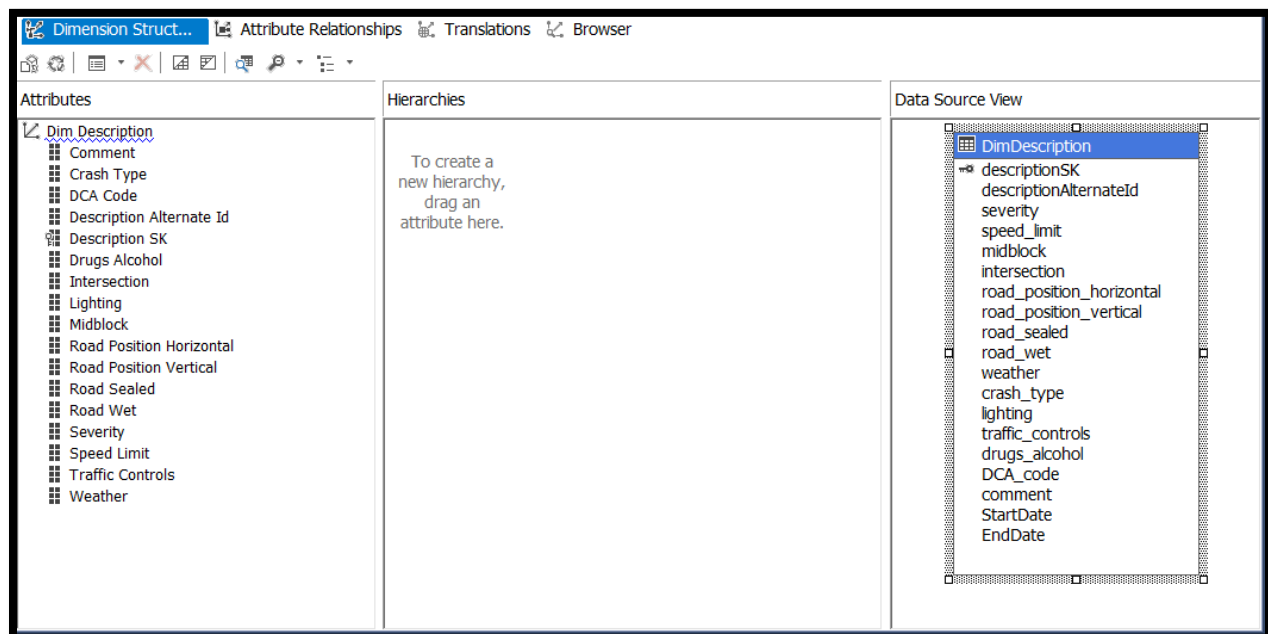 Dimension Struct... Attribute Relationships Translations Browser
Attributes
Hierarchies
Data Source View
Dim Description
Comment
Crash Type
DCA Code
Description Alternate Id
Description SK
Drugs Alcohol
Intersection
Lighting
Midblock
Road Position Horizontal
Road Position Vertical
Road Sealed
Road Wet
Severity
Speed Limit
Traffic Controls
Weather
To create a
new hierarchy,
drag an
attribute here.
DimDescription
descriptionSK
descriptionAlternateId
severity
speed_limit
midblock
intersection
road_position_horizontal
road_position_vertical
road_sealed
road_wet
weather
crash_type
lighting
traffic_controls
drugs_alcohol
DCA_code
comment
StartDate
EndDate